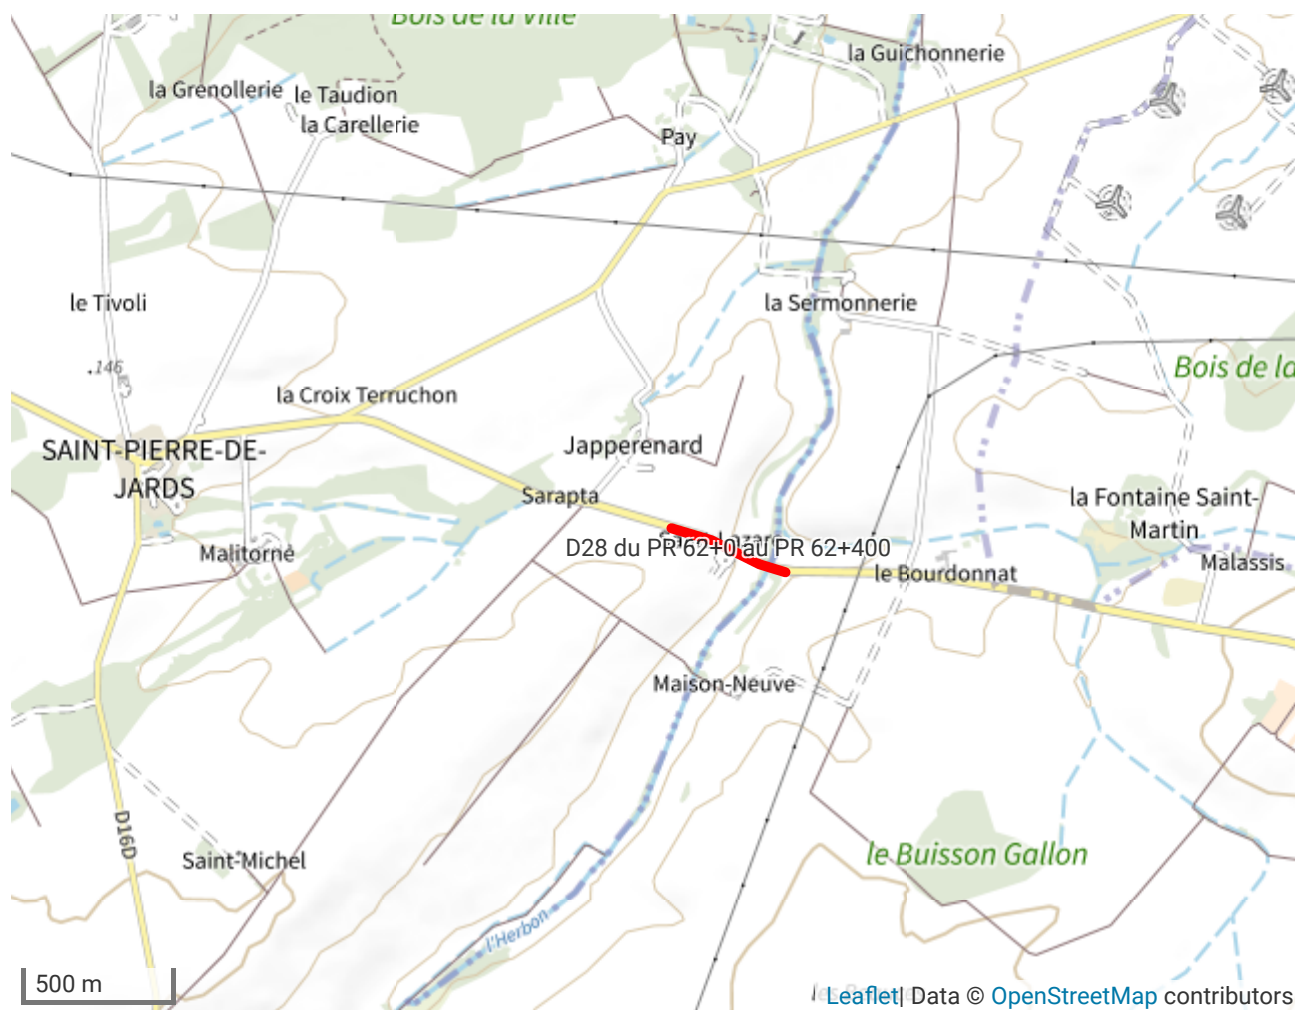 Bois de la Ville
la Guichonnerie
la Grenollerie
le Taudion
la Carellerie
Pay
le Tivoli
la Sermonnerie
146
Bois de la
la Croix Terruchon
SAINT-PIERRE-DE-
JARDS
Japperenard
Sarapta
la Fontaine Saint-
Martin
D28 du PR 62+0 au PR 62+400
Malitorne
le Bourdonnat
Malassis
Maison-Neuve
D16D
Saint-Michel
le Buisson Gallon
l'Herbon
500 m
Leaflet | Data © OpenStreetMap contributors